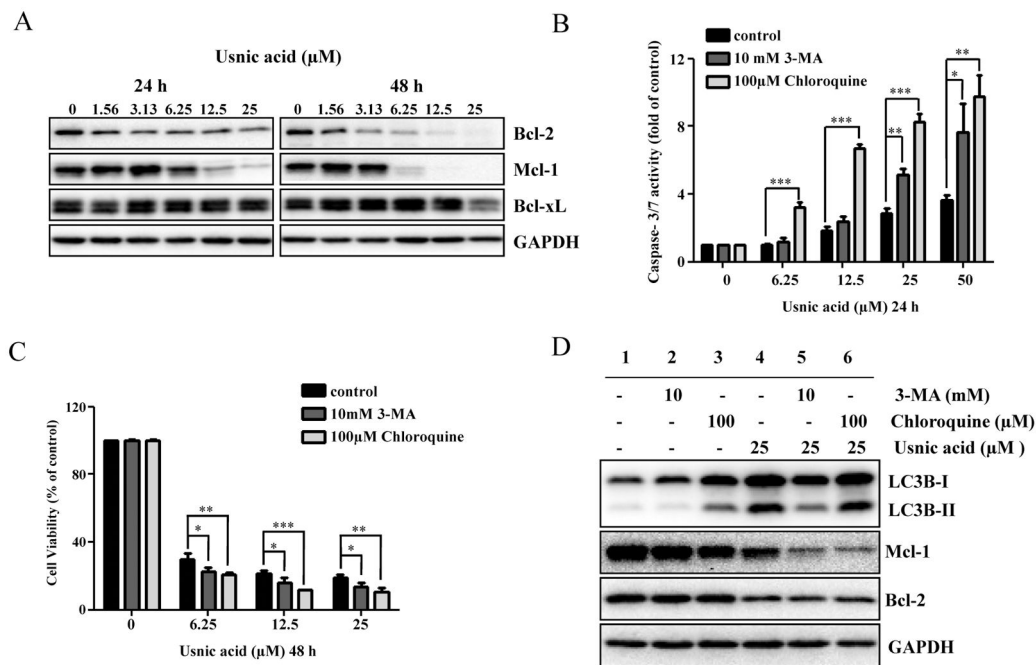 A
Usnic acid (µM)
24 h 48 h
0 1.56 3.13 6.25 12.5 25 0 1.56 3.13 6.25 12.5 25
Bcl-2
Mcl-1
Bcl-xL
GAPDH
B
control
10 mM 3-MA
100µM Chloroquine
Caspase- 3/7 activity (fold of control)
12
8
4
0
***
***
** ***
* **
0 6.25 12.5 25 50
Usnic acid (µM) 24 h
C
control
10mM 3-MA
100µM Chloroquine
Cell Viability (% of control)
120
80
40
0
** *** **
* * *
0 6.25 12.5 25
Usnic acid (µM) 48 h
D
1 2 3 4 5 6
- 10 - - 10 - 3-MA (mM)
- - 100 - - 100 Chloroquine (µM)
- - - 25 25 25 Usnic acid (µM )
LC3B-I
LC3B-II
Mcl-1
Bcl-2
GAPDH